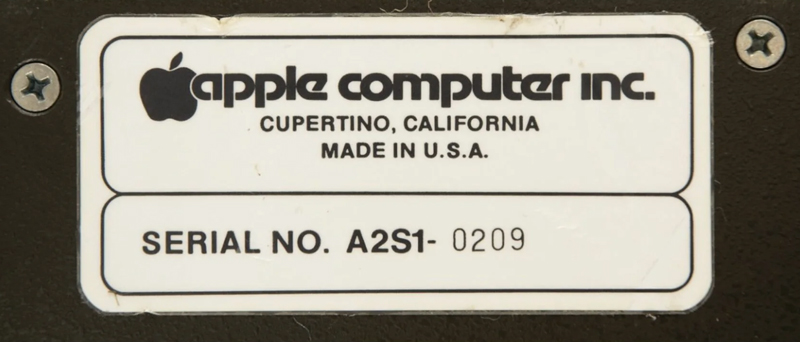 apple computer inc.
CUPERTINO, CALIFORNIA
MADE IN U.S.A.
SERIAL NO. A2S1- 0209